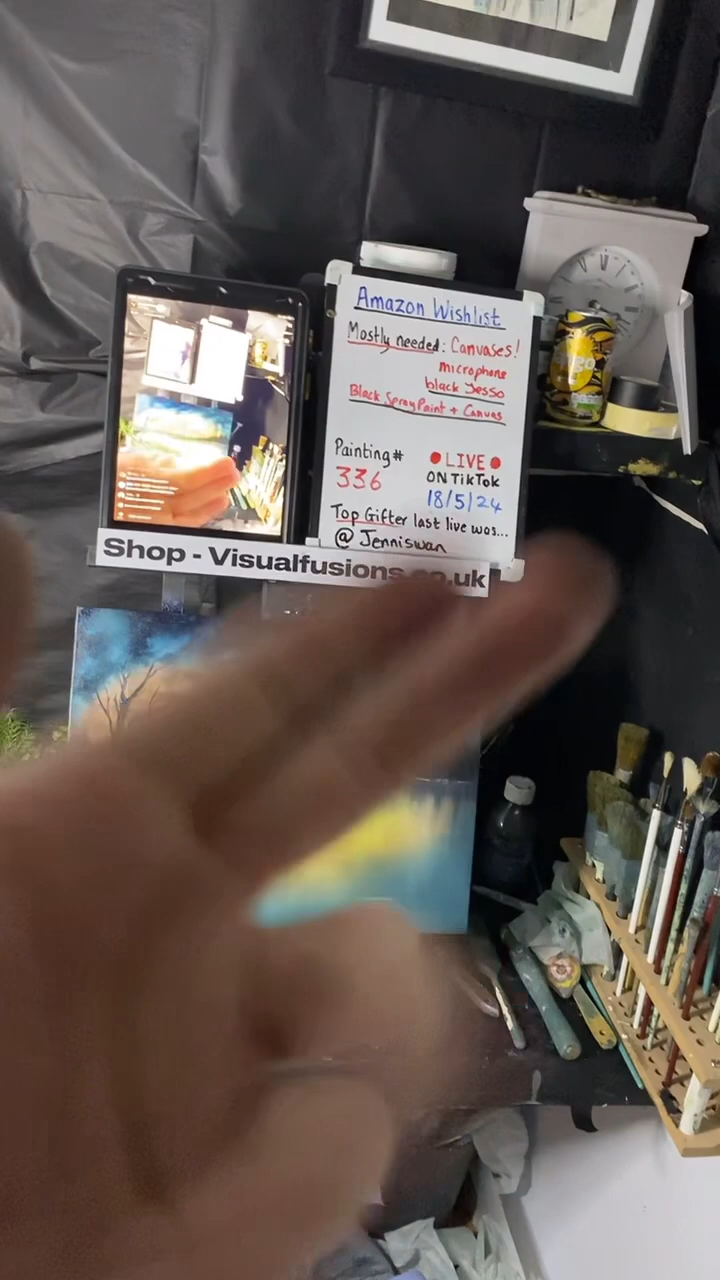 Amazon Wishlist
Mostly needed: Canvases!
microphone
black Jesso
Black Spray Paint + Canvas
Painting# 
336
● LIVE ●
ON TikTok
18/5/24
Top Gifter last live was...
@ Jenniswan
Shop - Visualfusions.co.uk